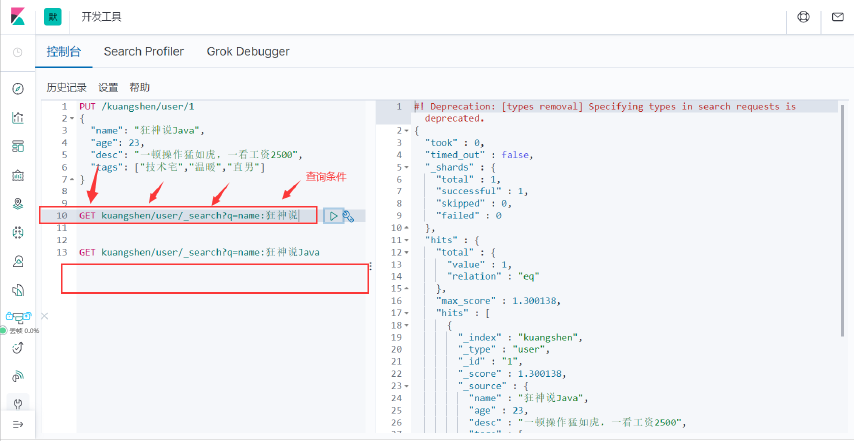 默 开发工具
控制台 Search Profiler Grok Debugger
历史记录 设置 帮助
1 PUT /kuangshen/user/1
2 {
3 "name": "狂神说Java",
4 "age": 23,
5 "desc": "一顿操作猛如虎，一看工资2500",
6 "tags": ["技术宅","温暖","直男"]
7 }
8
查询条件
9
10 GET kuangshen/user/_search?q=name:狂神说
11
12
13 GET kuangshen/user/_search?q=name:狂神说Java
丢帧 0.0%
1 #! Deprecation: [types removal] Specifying types in search requests is
deprecated.
2 {
3 "took" : 0,
4 "timed_out" : false,
5 "_shards" : {
6 "total" : 1,
7 "successful" : 1,
8 "skipped" : 0,
9 "failed" : 0
10 },
11 "hits" : {
12 "total" : {
13 "value" : 1,
14 "relation" : "eq"
15 },
16 "max_score" : 1.300138,
17 "hits" : [
18 {
19 "_index" : "kuangshen",
20 "_type" : "user",
21 "_id" : "1",
22 "_score" : 1.300138,
23 "_source" : {
24 "name" : "狂神说Java",
25 "age" : 23,
26 "desc" : "一顿操作猛如虎，一看工资2500",
27 "tags" : [